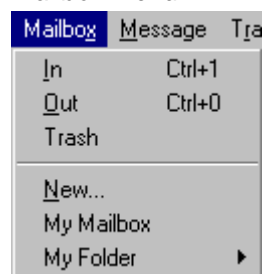 Mailbox Message Tra
In Ctrl+1
Out Ctrl+0
Trash
New...
My Mailbox
My Folder